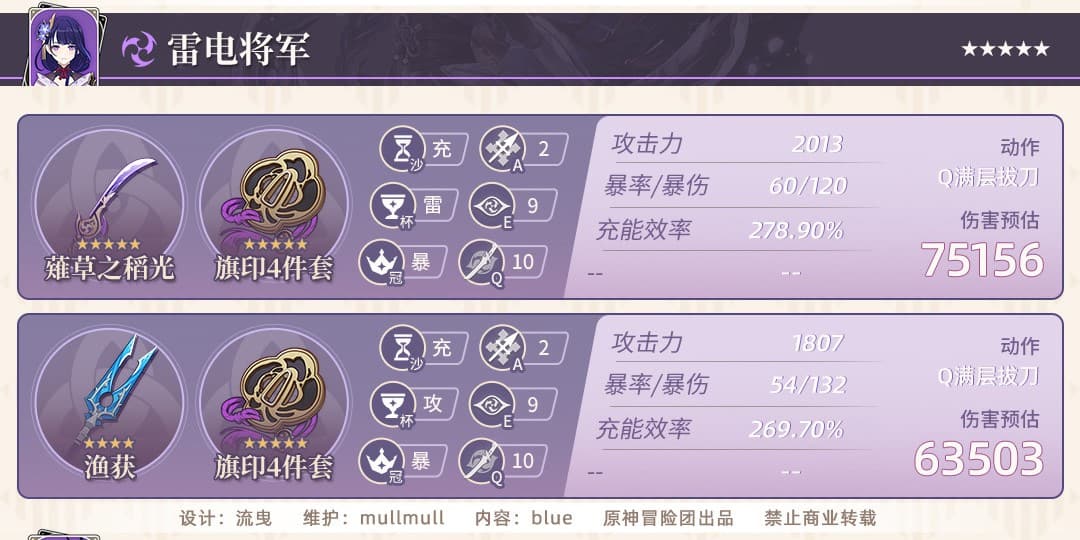 雷电将军
★★★★★
薙草之稻光
旗印4件套
沙 充
A 2
杯 雷
E 9
冠 暴
Q 10
攻击力 2013
暴率/暴伤 60/120
充能效率 278.90%
-- --
动作
Q满层拔刀
伤害预估
75156
渔获
旗印4件套
沙 充
A 2
杯 攻
E 9
冠 暴
Q 10
攻击力 1807
暴率/暴伤 54/132
充能效率 269.70%
-- --
动作
Q满层拔刀
伤害预估
63503
设计：流曳 维护：mullmull 内容：blue 原神冒险团出品 禁止商业转载